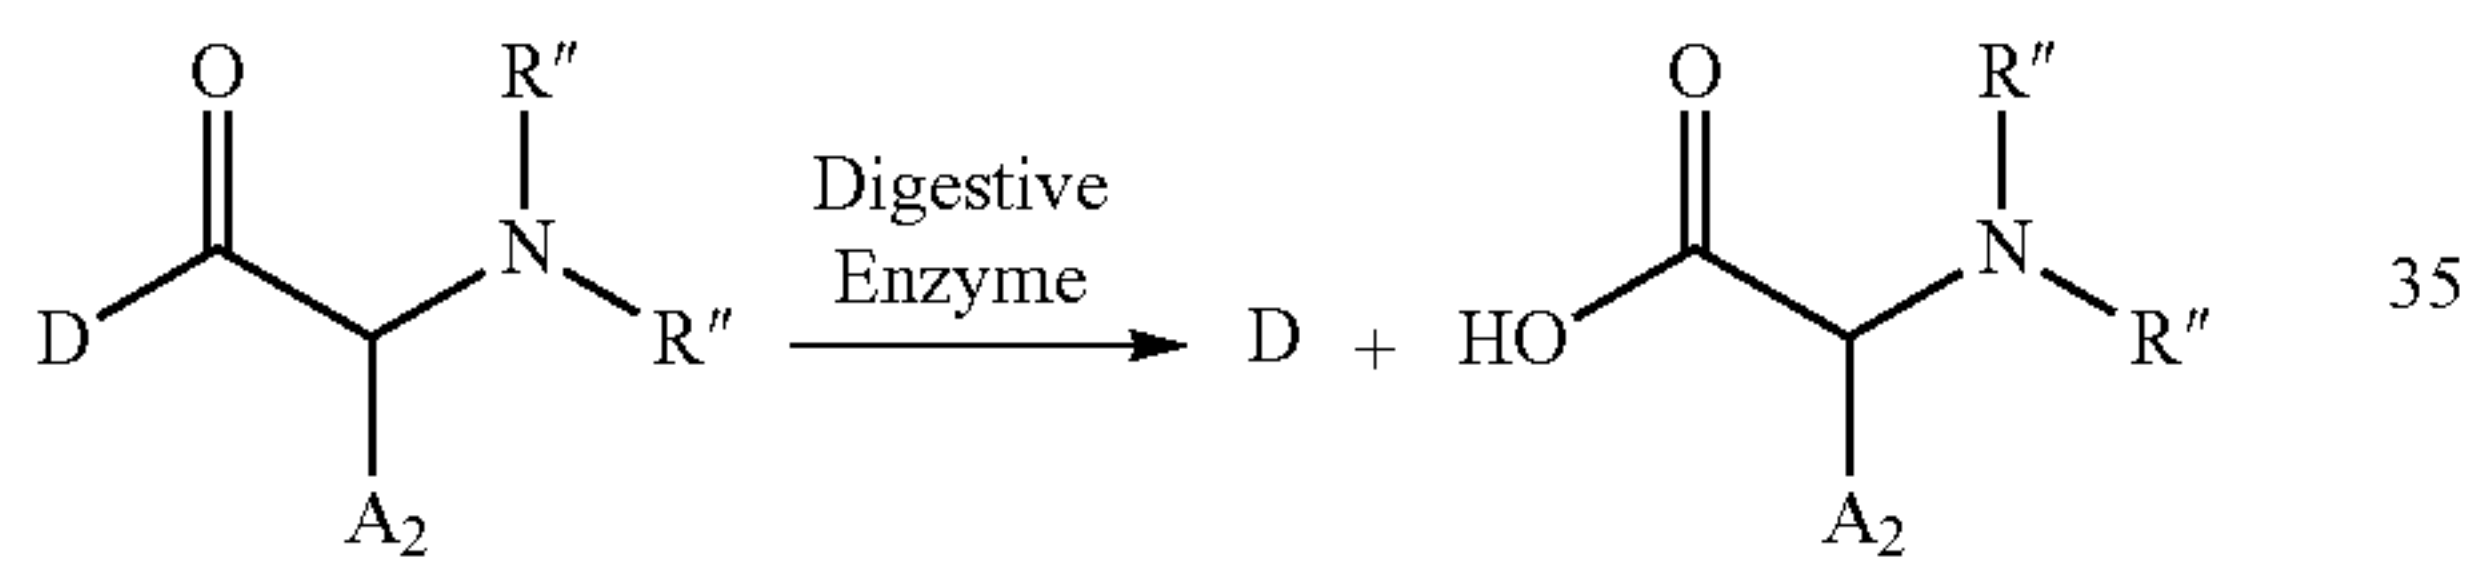 O R″ O R″
Digestive
N N
Enzyme 35
D R″ D + HO R″
A₂ A₂